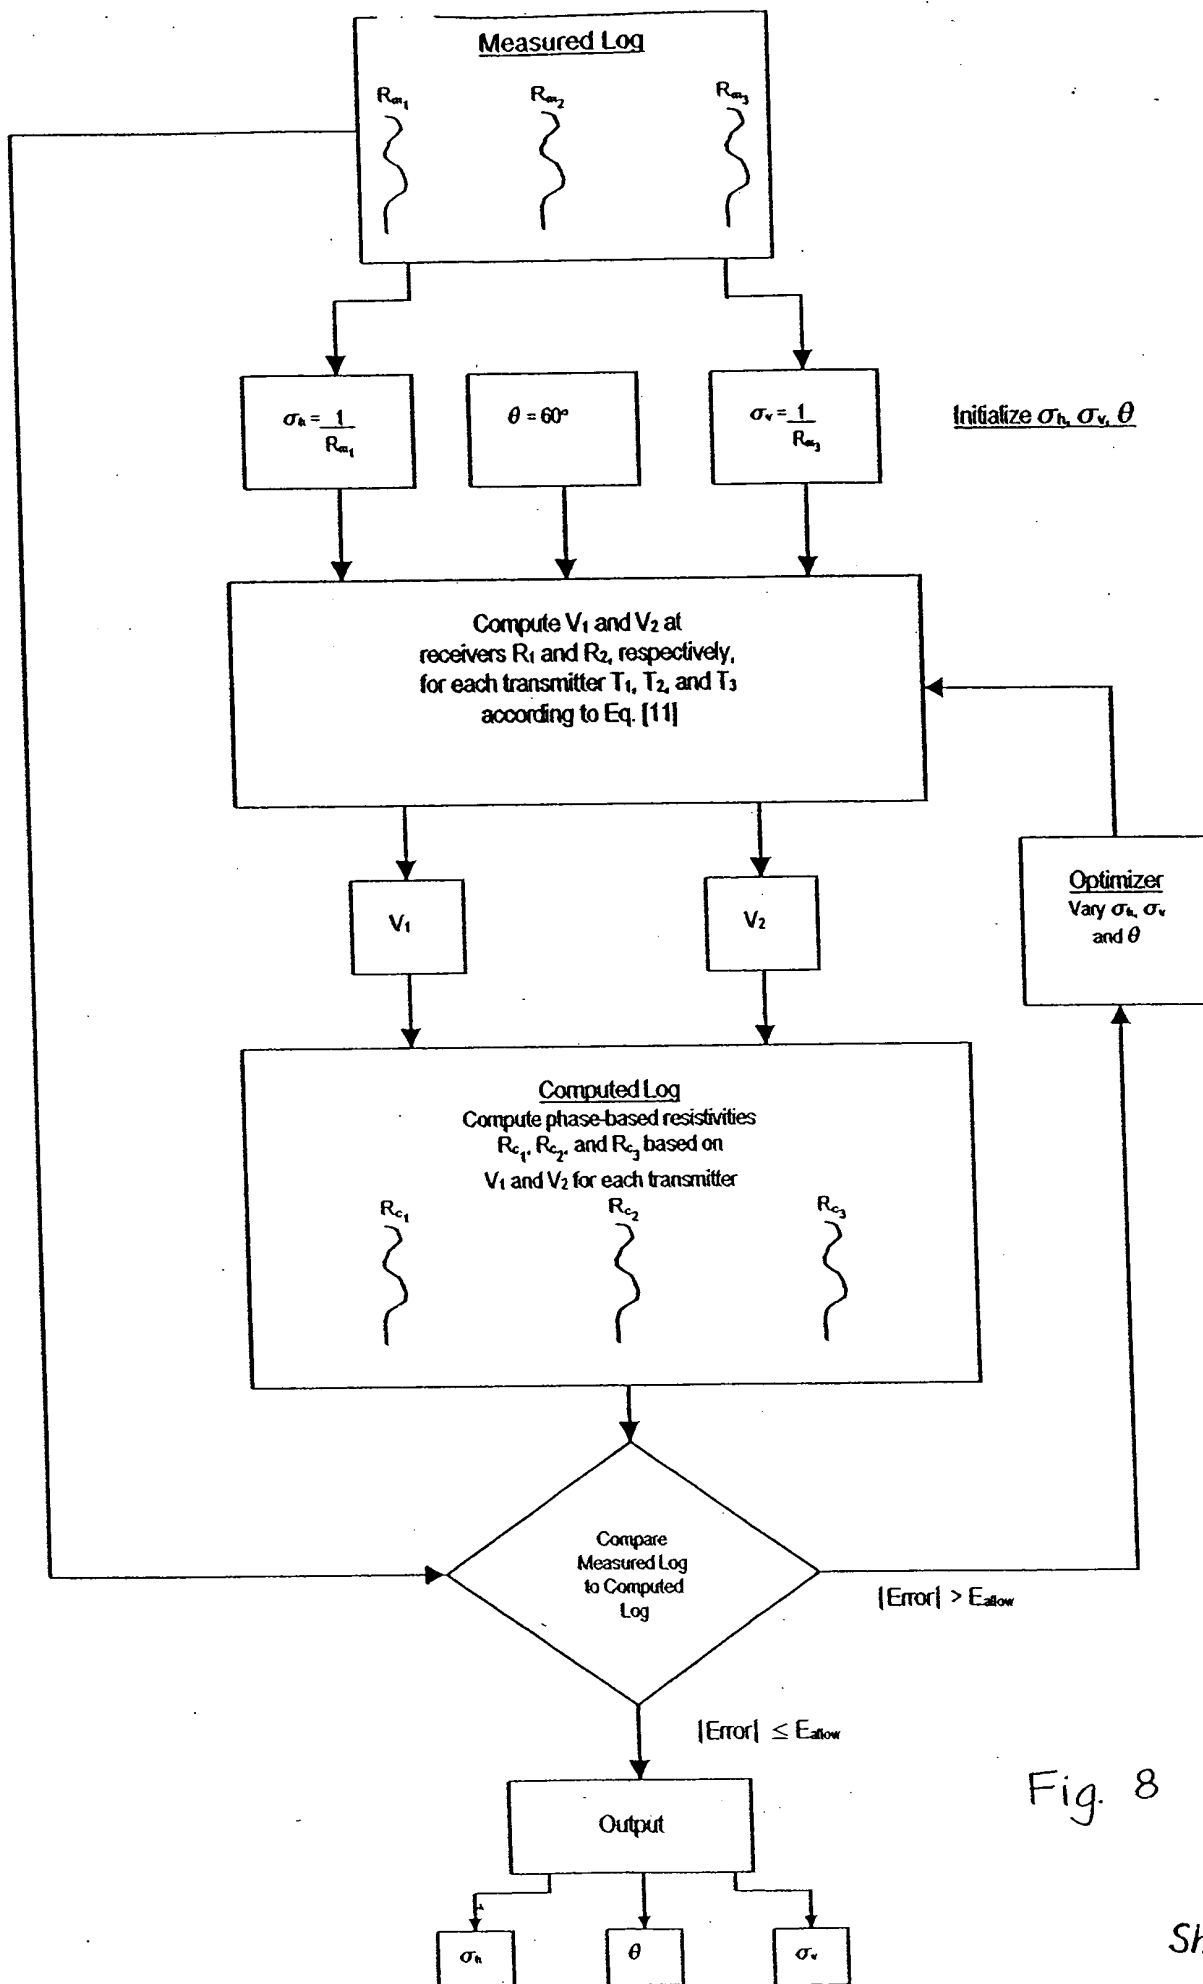 Measured Log
Rm1 Rm2 Rm3
σh = 1 / Rm1
θ = 60°
σv = 1 / Rm3
Initialize σh, σv, θ
Compute V1 and V2 at
receivers R1 and R2, respectively,
for each transmitter T1, T2, and T3
according to Eq. [11]
V1
V2
Optimizer
Vary σh, σv
and θ
Computed Log
Compute phase-based resistivities
Rc1, Rc2, and Rc3 based on
V1 and V2 for each transmitter
Rc1 Rc2 Rc3
Compare
Measured Log
to Computed
Log
|Error| > Eallow
|Error| ≤ Eallow
Output
σh
θ
σv
Fig. 8